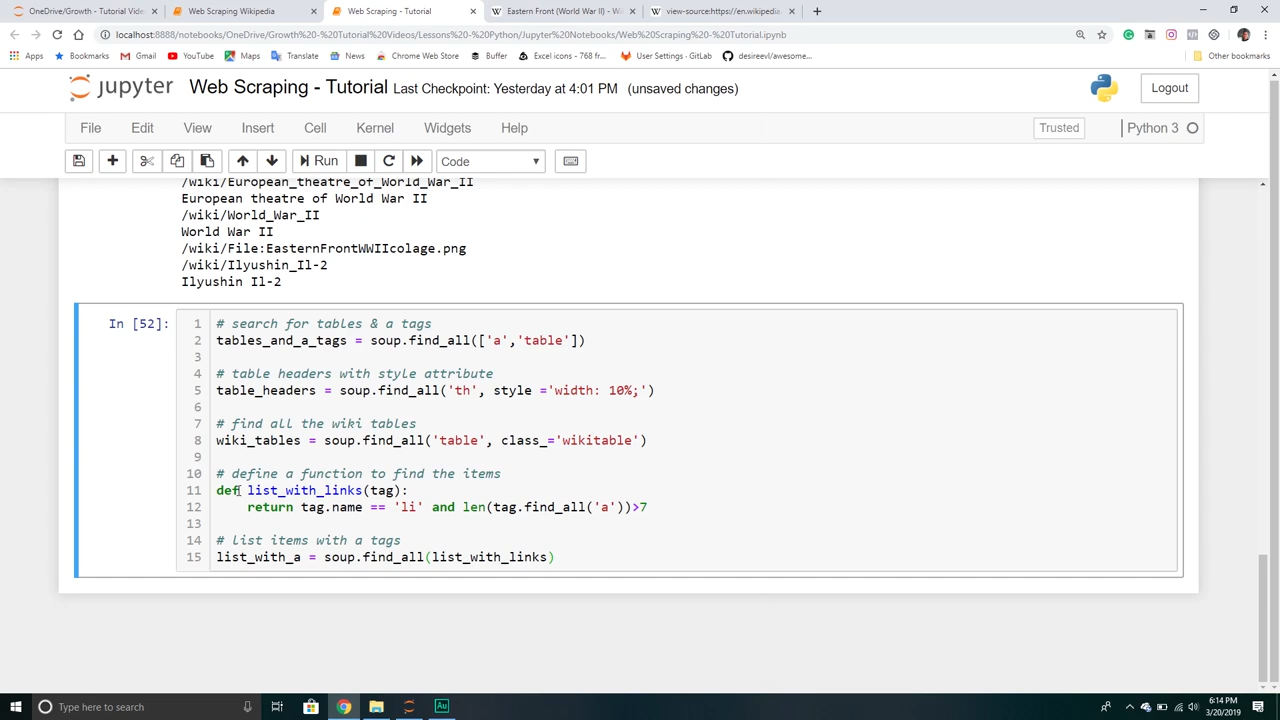 OneDrive/Growth - Tutorial Vide
Web Scraping Wikipedia
Web Scraping - Tutorial
Eastern Front (World War II) - Wi
view-source:https://en.wikipedia.
localhost:8888/notebooks/OneDrive/Growth%20-%20Tutorial%20Videos/Lessons%20-%20Python/Jupyter%20Notebooks/Web%20Scraping%20-%20Tutorial.ipynb
Apps
Bookmarks
Gmail
YouTube
Maps
Translate
News
Chrome Web Store
Buffer
Excel icons - 768 fr...
User Settings · GitLab
desireevl/awesome...
Other bookmarks
jupyter Web Scraping - Tutorial Last Checkpoint: Yesterday at 4:01 PM (unsaved changes)
Logout
File Edit View Insert Cell Kernel Widgets Help
Trusted
Python 3
Run
Code
/wiki/European_theatre_of_World_War_II
European theatre of World War II
/wiki/World_War_II
World War II
/wiki/File:EasternFrontWWIIcolage.png
/wiki/Ilyushin_Il-2
Ilyushin Il-2
In [52]:
1 # search for tables & a tags
2 tables_and_a_tags = soup.find_all(['a','table'])
3
4 # table headers with style attribute
5 table_headers = soup.find_all('th', style ='width: 10%;')
6
7 # find all the wiki tables
8 wiki_tables = soup.find_all('table', class_='wikitable')
9
10 # define a function to find the items
11 def list_with_links(tag):
12     return tag.name == 'li' and len(tag.find_all('a'))>7
13
14 # list items with a tags
15 list_with_a = soup.find_all(list_with_links)
Type here to search
Au
6:14 PM
3/20/2019